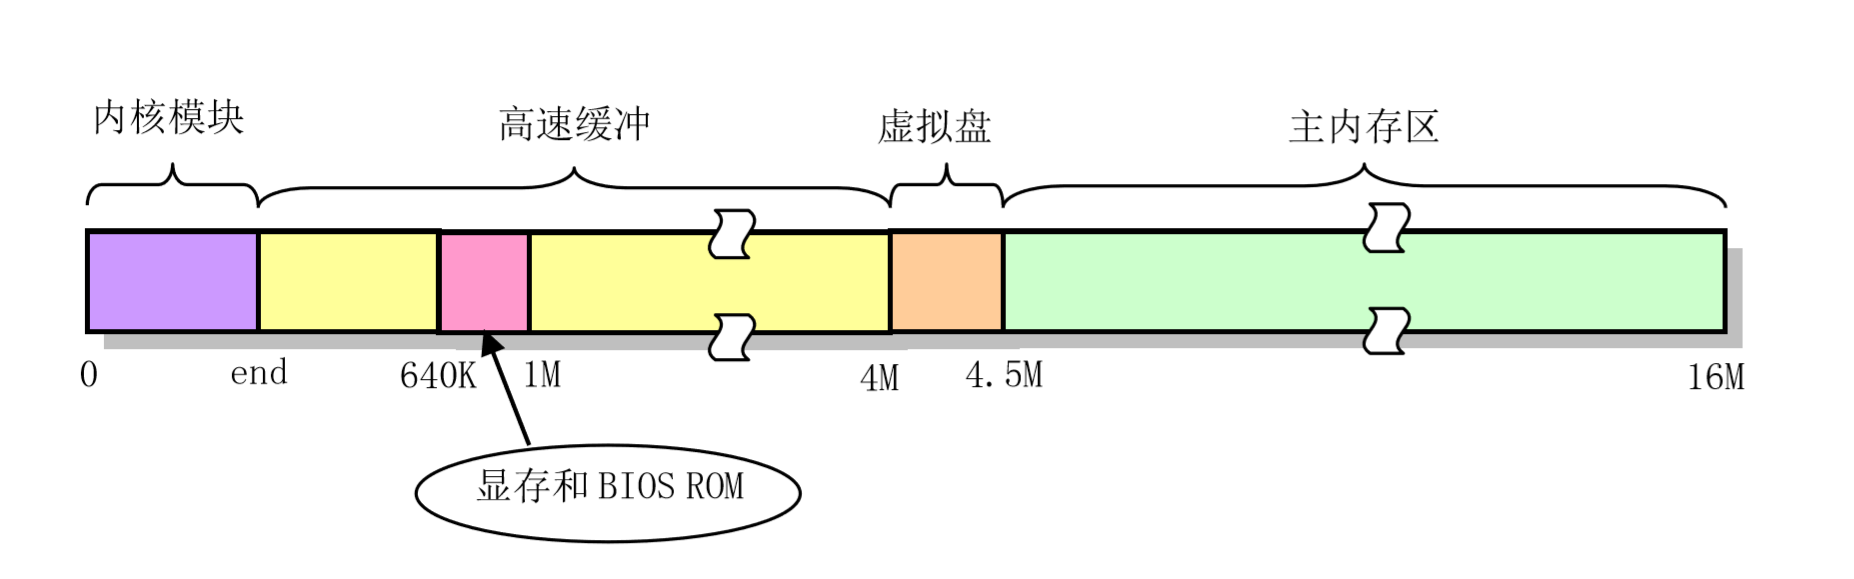 内核模块
高速缓冲
虚拟盘
主内存区
0
end
640K
1M
4M
4.5M
16M
显存和 BIOS ROM